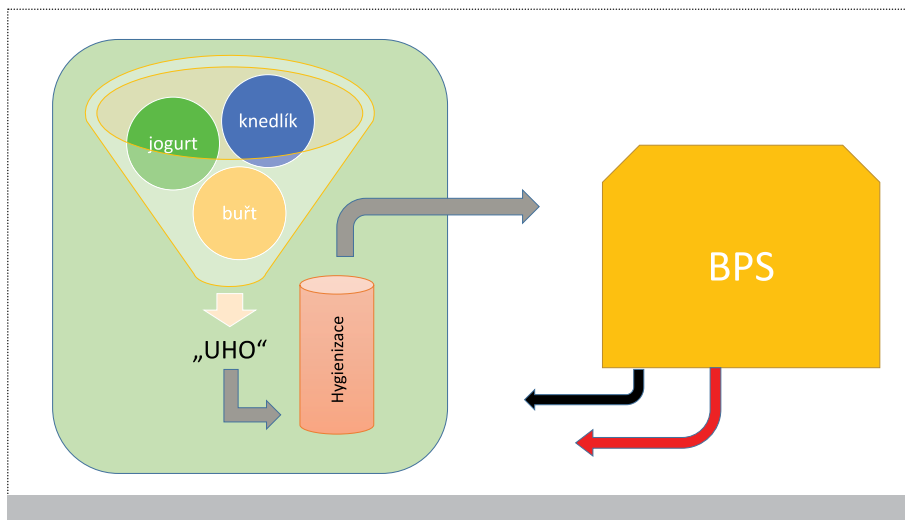 knedlík
jogurt
buřt
BPS
„UHO“
Hygienizace